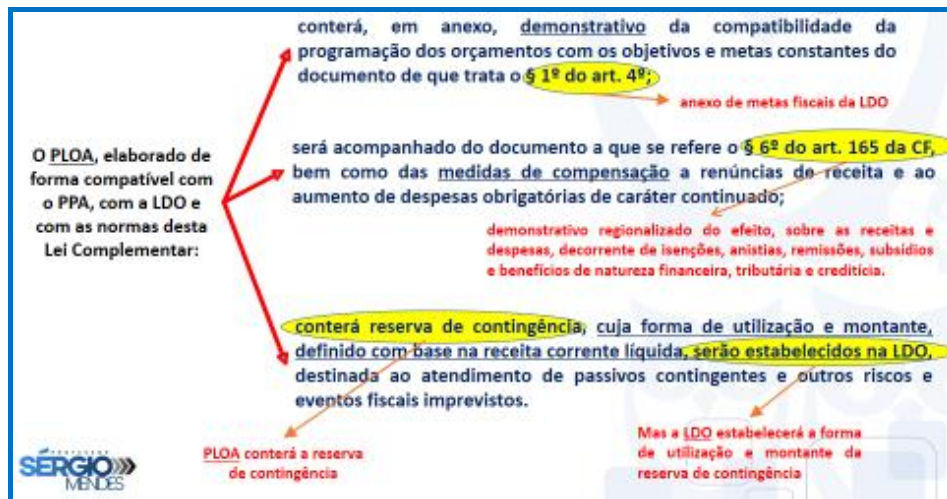 conterá, em anexo, demonstrativo da compatibilidade da
programação dos orçamentos com os objetivos e metas constantes do
documento de que trata o § 1º do art. 4º;
anexo de metas fiscais da LDO
O PLOA, elaborado de
forma compatível com
o PPA, com a LDO e
com as normas desta
Lei Complementar:
será acompanhado do documento a que se refere o § 6º do art. 165 da CF,
bem como das medidas de compensação a renúncias de receita e ao
aumento de despesas obrigatórias de caráter continuado;
demonstrativo regionalizado do efeito, sobre as receitas e
despesas, decorrente de isenções, anistias, remissões, subsídios
e benefícios de natureza financeira, tributária e creditícia.
conterá reserva de contingência, cuja forma de utilização e montante,
definido com base na receita corrente líquida, serão estabelecidos na LDO,
destinada ao atendimento de passivos contingentes e outros riscos e
eventos fiscais imprevistos.
PLOA conterá a reserva
de contingência
Mas a LDO estabelecerá a forma
de utilização e montante da
reserva de contingência
PROFESSOR
SÉRGIO
MENDES